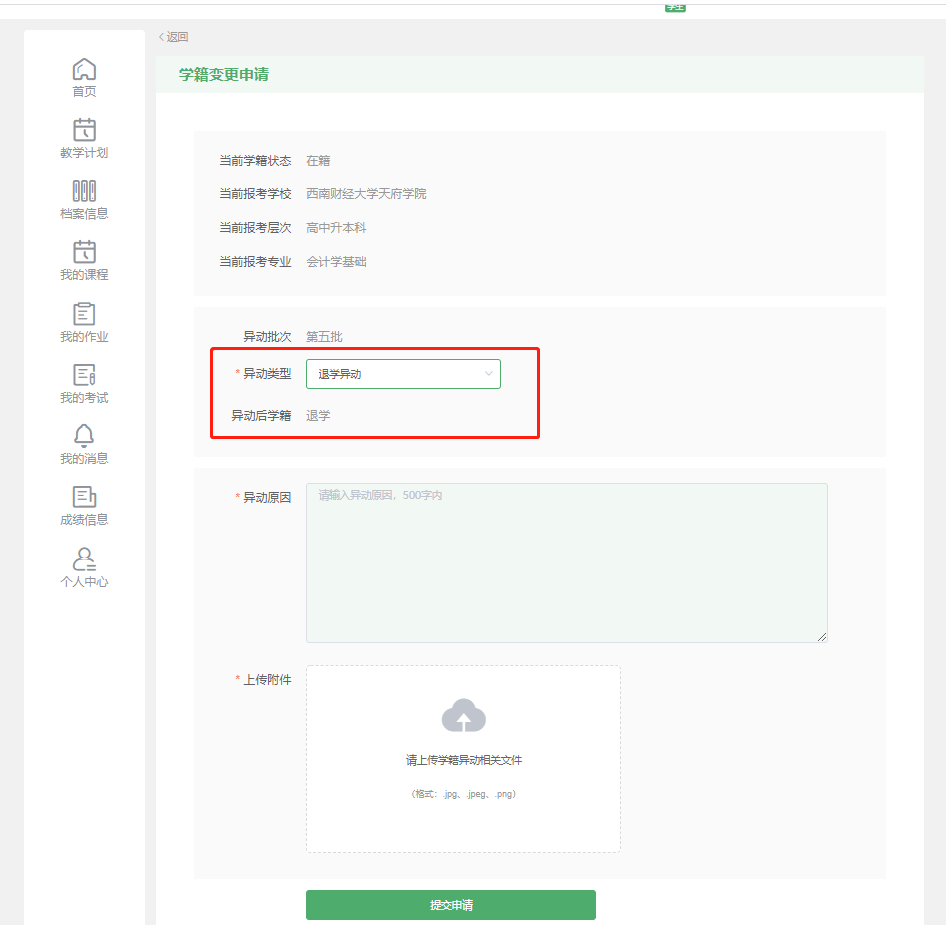 学生
返回
学籍变更申请
首页
教学计划
档案信息
我的课程
我的作业
我的考试
我的消息
成绩信息
个人中心
当前学籍状态 在籍
当前报考学校 西南财经大学天府学院
当前报考层次 高中升本科
当前报考专业 会计学基础
异动批次 第五批
* 异动类型 退学异动
异动后学籍 退学
* 异动原因 请输入异动原因，500字内
* 上传附件
请上传学籍异动相关文件
（格式：.jpg、.jpeg、.png）
提交申请